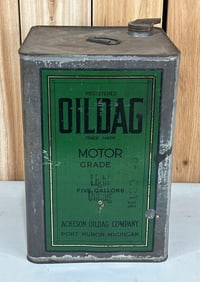 REGISTERED
OILDAG
TRADE MARK
MOTOR
GRADE
FIVE GALLONS
ACHESON OILDAG COMPANY
PORT HURON MICHIGAN